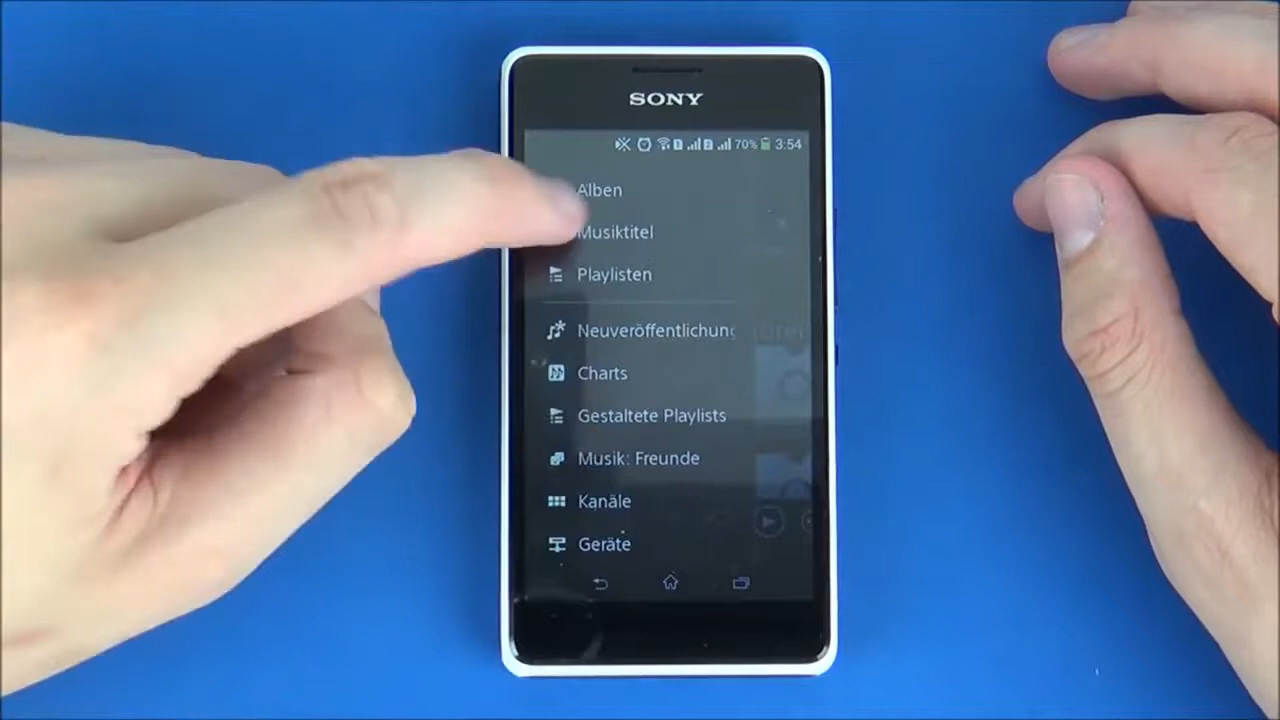 SONY
70% 3:54
Alben
Musiktitel
Playlisten
Neuveröffentlichung
Charts
Gestaltete Playlists
Musik: Freunde
Kanäle
Geräte